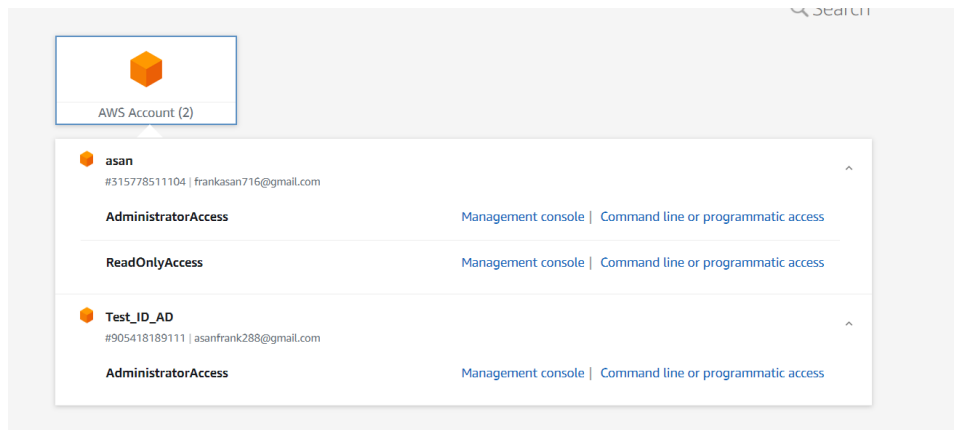 Search
AWS Account (2)
asan
#315778511104 | frankasan716@gmail.com
AdministratorAccess Management console | Command line or programmatic access
ReadOnlyAccess Management console | Command line or programmatic access
Test_ID_AD
#905418189111 | asanfrank288@gmail.com
AdministratorAccess Management console | Command line or programmatic access